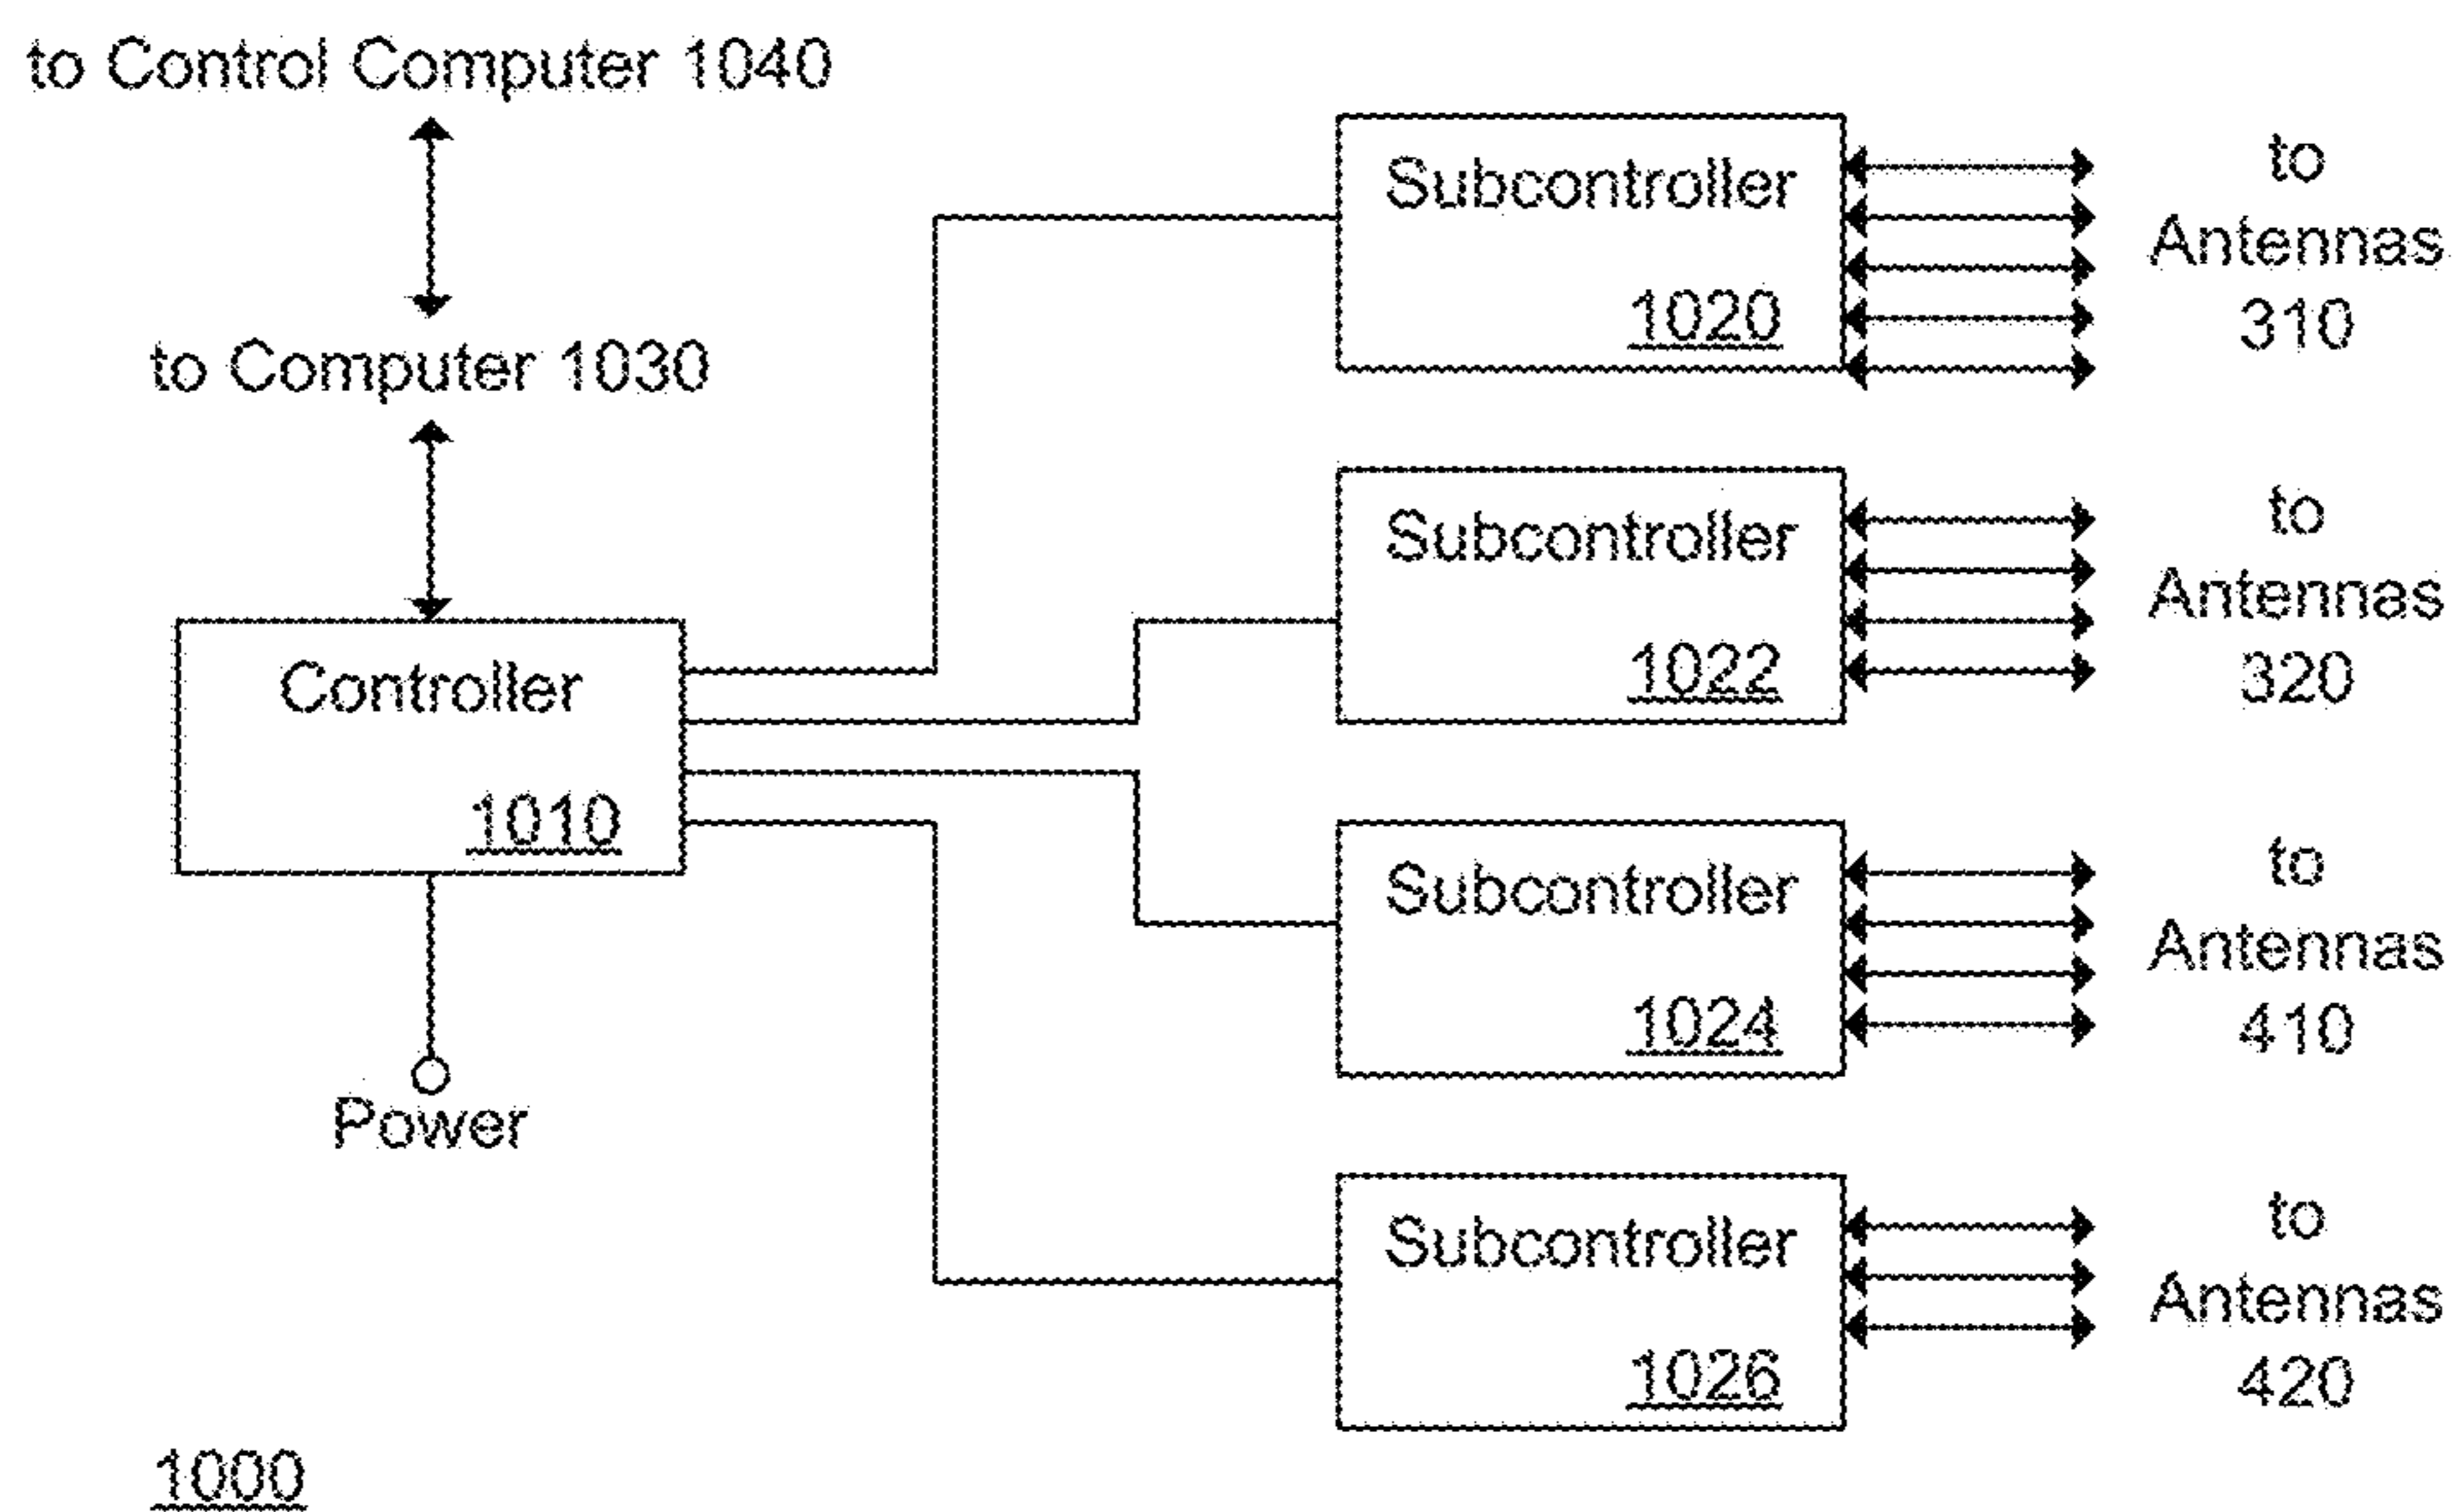 to Control Computer 1040
to Computer 1030
Controller
1010
Power
1000
Subcontroller
1020
to
Antennas
310
Subcontroller
1022
to
Antennas
320
Subcontroller
1024
to
Antennas
410
Subcontroller
1026
to
Antennas
420